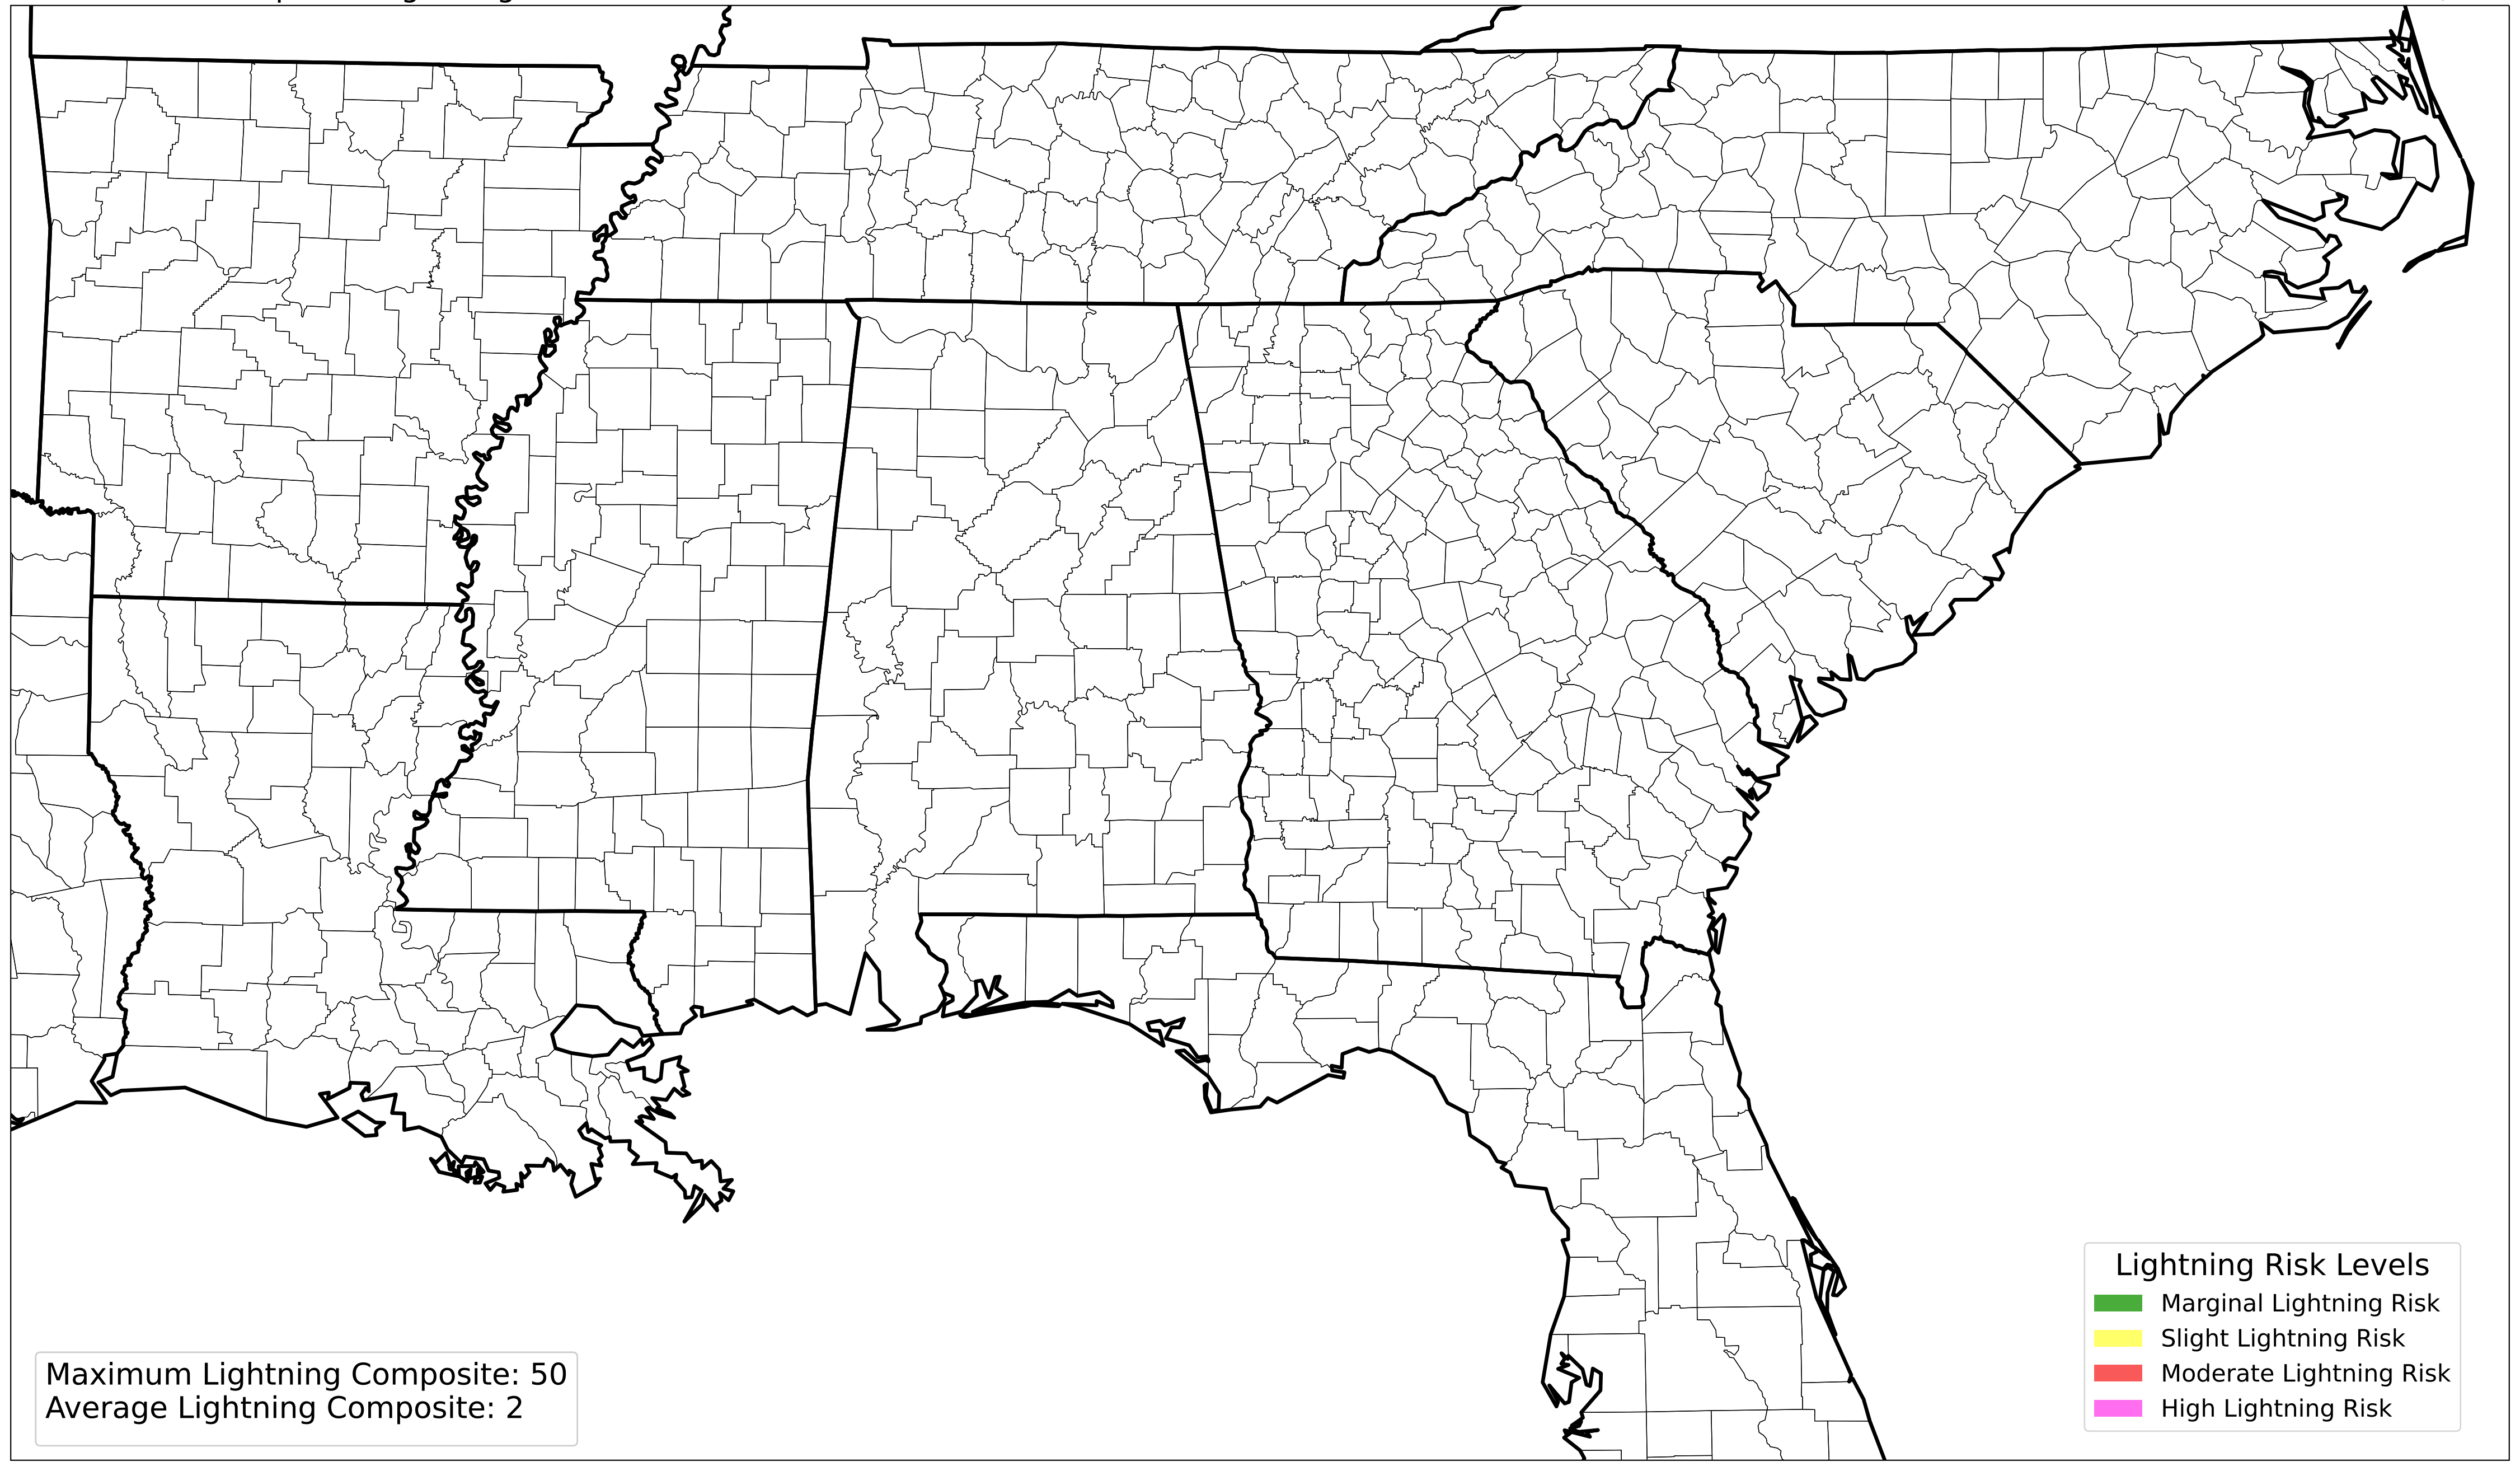 Maximum Lightning Composite: 50
Average Lightning Composite: 2
Lightning Risk Levels
Marginal Lightning Risk
Slight Lightning Risk
Moderate Lightning Risk
High Lightning Risk